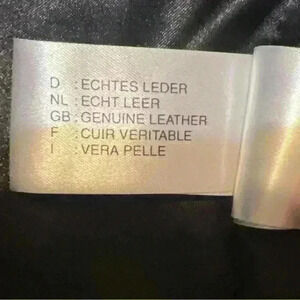 D : ECHTES LEDER
NL : ECHT LEER
GB : GENUINE LEATHER
F : CUIR VERITABLE
I : VERA PELLE